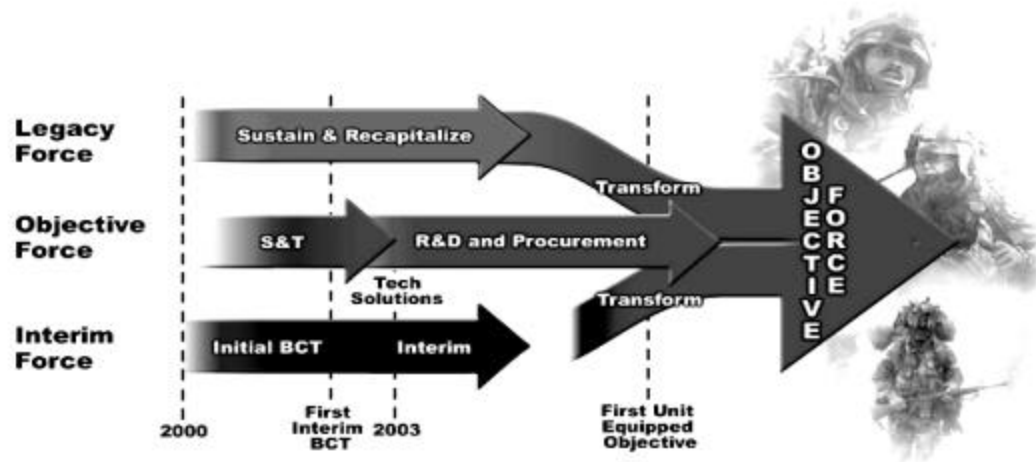 Legacy
Force
Sustain & Recapitalize
Transform
Objective
Force
S&T
R&D and Procurement
Tech
Solutions
Transform
Interim
Force
Initial BCT
Interim
OBJECTIVE
FORCE
2000
First
Interim
BCT
2003
First Unit
Equipped
Objective